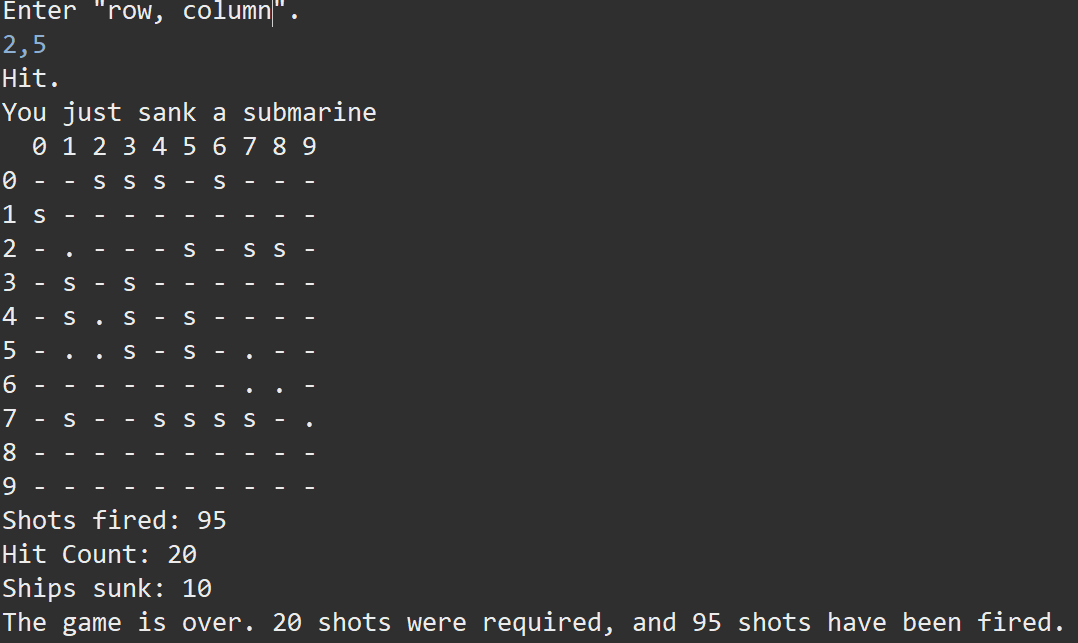 Enter "row, column".
2,5
Hit.
You just sank a submarine
  0 1 2 3 4 5 6 7 8 9
0 - - s s s - s - - -
1 s - - - - - - - - -
2 - . - - - s - s s -
3 - s - s - - - - - -
4 - s . s - s - - - -
5 - . . s - s - . - -
6 - - - - - - - . . -
7 - s - - s s s s - .
8 - - - - - - - - - -
9 - - - - - - - - - -
Shots fired: 95
Hit Count: 20
Ships sunk: 10
The game is over. 20 shots were required, and 95 shots have been fired.